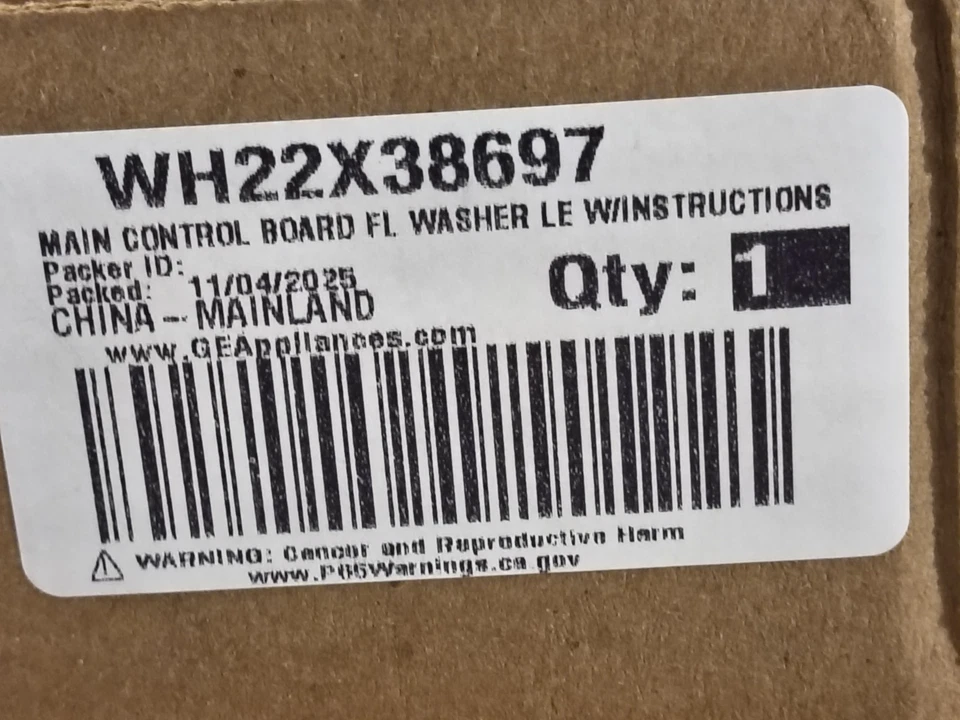 WH22X38697
MAIN CONTROL BOARD FL WASHER LE W/INSTRUCTIONS
Packer ID:
Packed: 11/04/2025
Qty: 1
CHINA - MAINLAND
www.GEAppliances.com
WARNING: Cancer and Reproductive Harm
www.P65Warnings.ca.gov